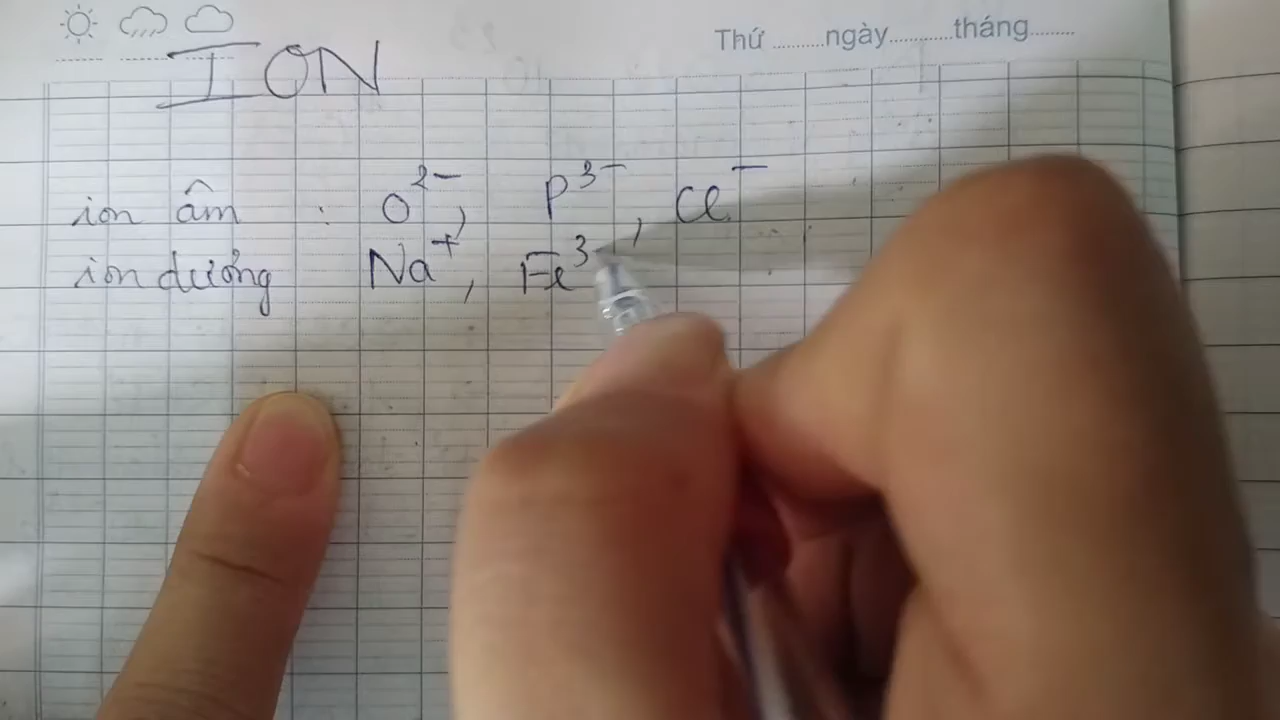 Thứ ..........ngày............tháng.........
ION
ion âm : O²⁻, P³⁻, Cl⁻
ion dương Na⁺, Fe³